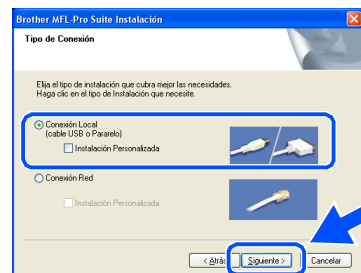 Brother MFL-Pro Suite Instalación
Tipo de Conexión
Elija el tipo de instalación que cubra mejor las necesidades.
Haga clic en el tipo de Instalación que necesite.
Conexión Local
(cable USB o Pararelo)
Instalación Personalizada
Conexión Red
Instalación Personalizada
< Atrás
Siguiente >
Cancelar